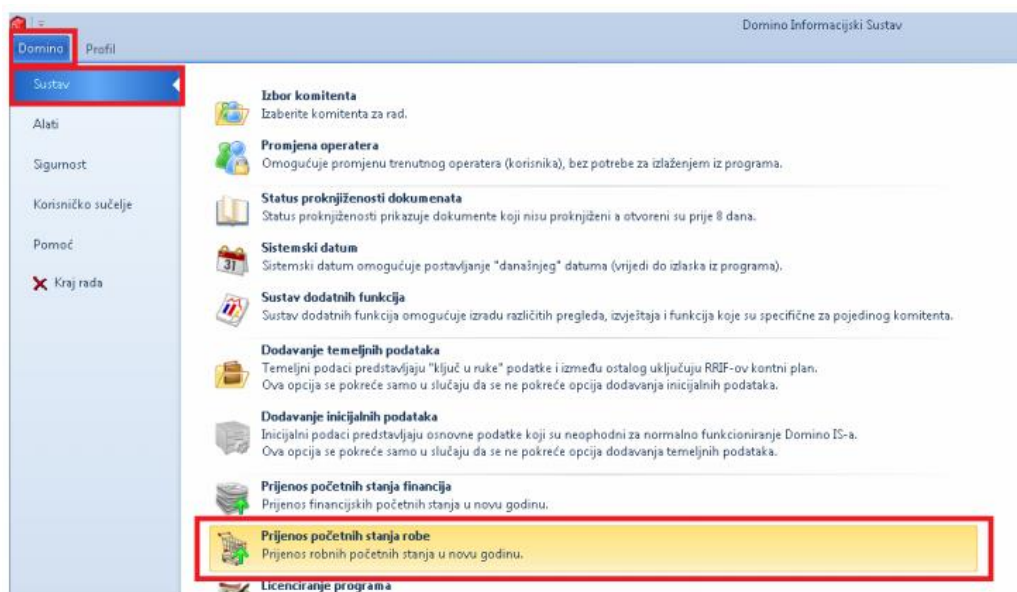 Domino Informacijski Sustav
Domino Profil
Sustav
Alati
Sigurnost
Korisničko sučelje
Pomoć
Kraj rada
Izbor komitenta
Izaberite komitenta za rad.
Promjena operatera
Omogućuje promjenu trenutnog operatera (korisnika), bez potrebe za izlaženjem iz programa.
Status proknjiženosti dokumenata
Status proknjiženosti prikazuje dokumente koji nisu proknjiženi a otvoreni su prije 8 dana.
Sistemski datum
31
Sistemski datum omogućuje postavljanje "današnjeg" datuma (vrijedi do izlaska iz programa).
Sustav dodatnih funkcija
Sustav dodatnih funkcija omogućuje izradu različitih pregleda, izvještaja i funkcija koje su specifične za pojedinog komitenta.
Dodavanje temeljnih podataka
Temeljni podaci predstavljaju "ključ u ruke" podatke i između ostalog uključuju RRIF-ov kontni plan.
Ova opcija se pokreće samo u slučaju da se ne pokreće opcija dodavanja inicijalnih podataka.
Dodavanje inicijalnih podataka
Inicijalni podaci predstavljaju osnovne podatke koji su neophodni za normalno funkcioniranje Domino IS-a.
Ova opcija se pokreće samo u slučaju da se ne pokreće opcija dodavanja temeljnih podataka.
Prijenos početnih stanja financija
Prijenos financijskih početnih stanja u novu godinu.
Prijenos početnih stanja robe
Prijenos robnih početnih stanja u novu godinu.
Licenciranje programa